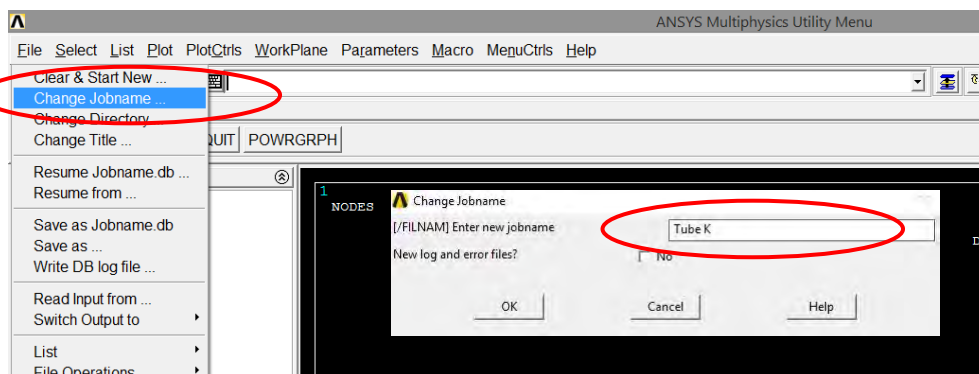 ANSYS Multiphysics Utility Menu
File Select List Plot PlotCtrls WorkPlane Parameters Macro MenuCtrls Help
Clear & Start New ...
Change Jobname ...
Change Directory
Change Title ...
QUIT POWRGRPH
Resume Jobname.db ...
Resume from ...
Save as Jobname.db
Save as ...
Write DB log file ...
Read Input from ...
Switch Output to
List
File Operations
1
NODES
Change Jobname
[/FILNAM] Enter new jobname
Tube K
New log and error files?
No
OK Cancel Help